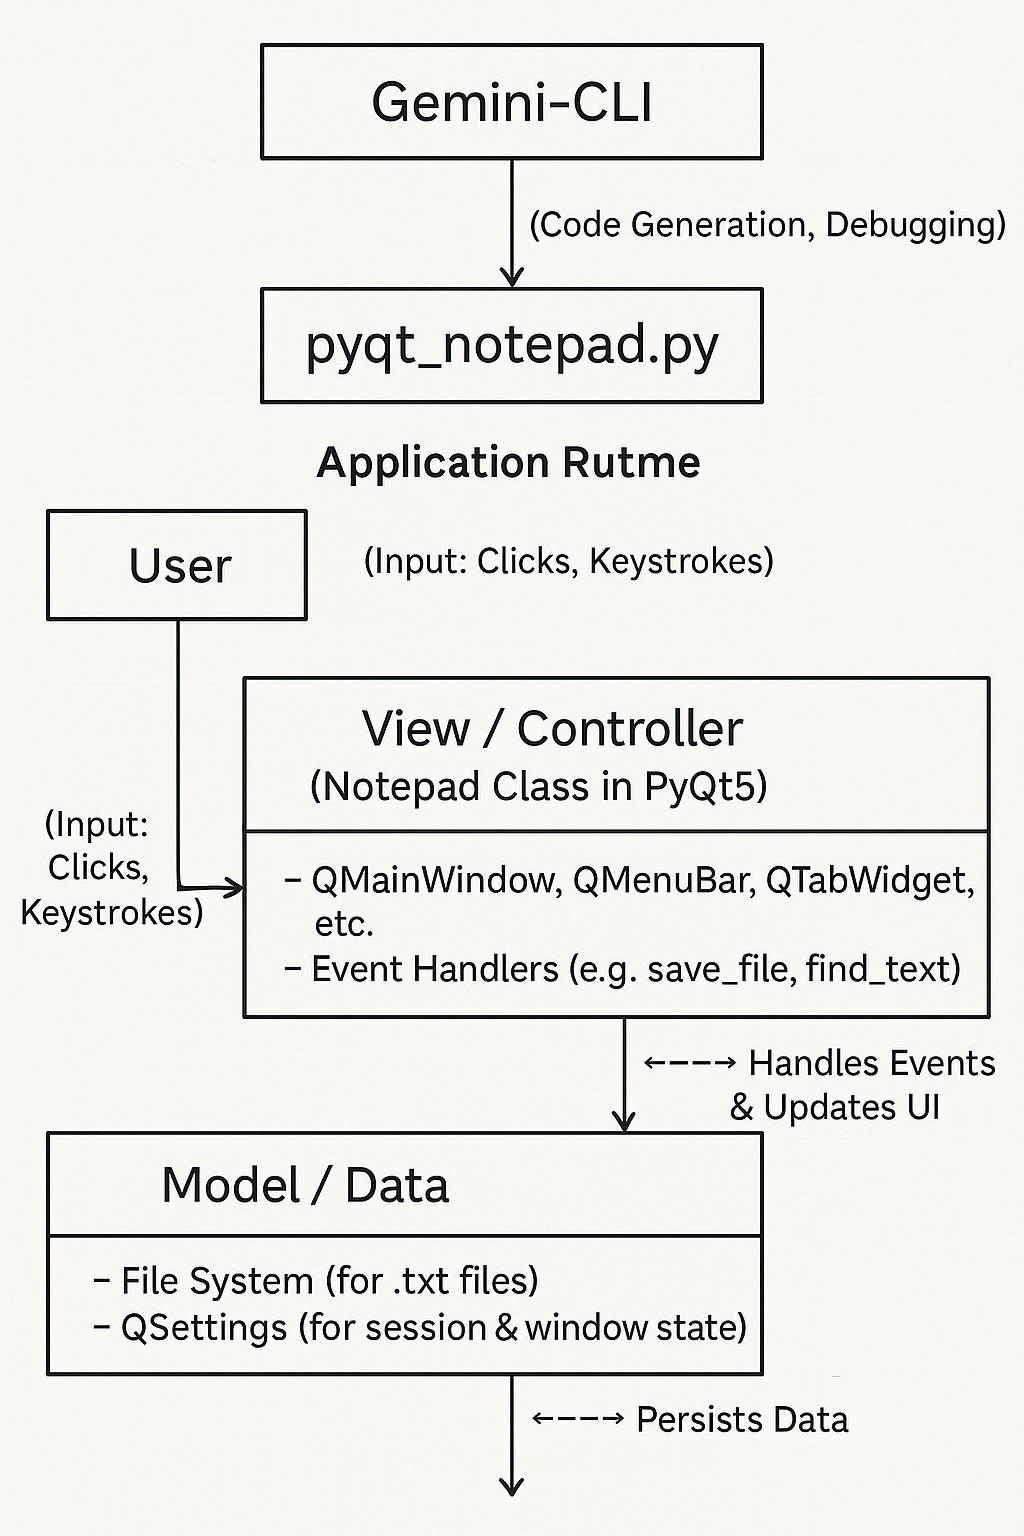 Gemini-CLI
(Code Generation, Debugging)
pyqt_notepad.py
Application Rutme
User
(Input: Clicks, Keystrokes)
View / Controller
(Notepad Class in PyQt5)
(Input:
Clicks,
Keystrokes)
– QMainWindow, QMenuBar, QTabWidget,
etc.
– Event Handlers (e.g. save_file, find_text)
Handles Events
& Updates UI
Model / Data
– File System (for .txt files)
– QSettings (for session & window state)
Persists Data